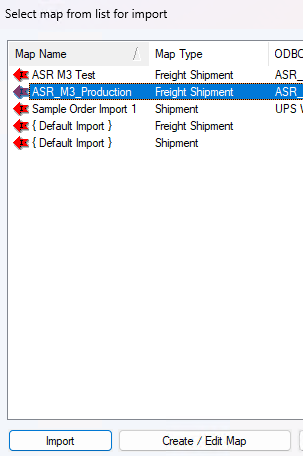 Select map from list for import
Map Name / Map Type ODBC
ASR M3 Test Freight Shipment ASR_
ASR_M3_Production Freight Shipment ASR_
Sample Order Import 1 Shipment UPS
{ Default Import } Freight Shipment
{ Default Import } Shipment
Import Create / Edit Map